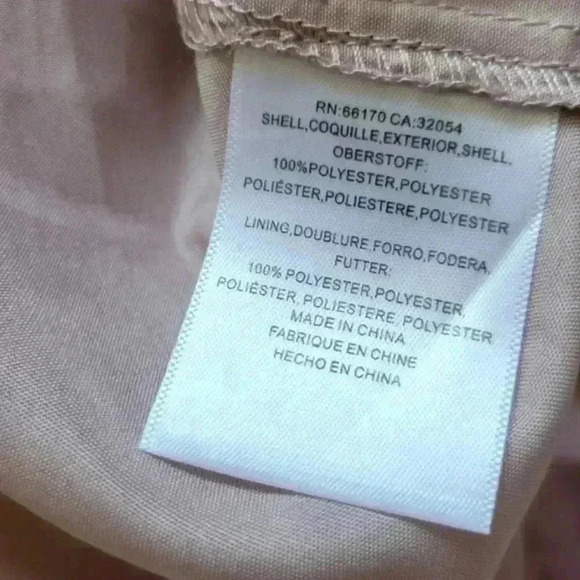 RN:66170 CA:32054
SHELL,COQUILLE,EXTERIOR,SHELL,
OBERSTOFF:
100%POLYESTER,POLYESTER
POLIÉSTER,POLIESTERE,POLYESTER
LINING,DOUBLURE,FORRO,FODERA,
FUTTER:
100% POLYESTER,POLYESTER,
POLIÉSTER, POLIESTERE, POLYESTER
MADE IN CHINA
FABRIQUE EN CHINE
HECHO EN CHINA